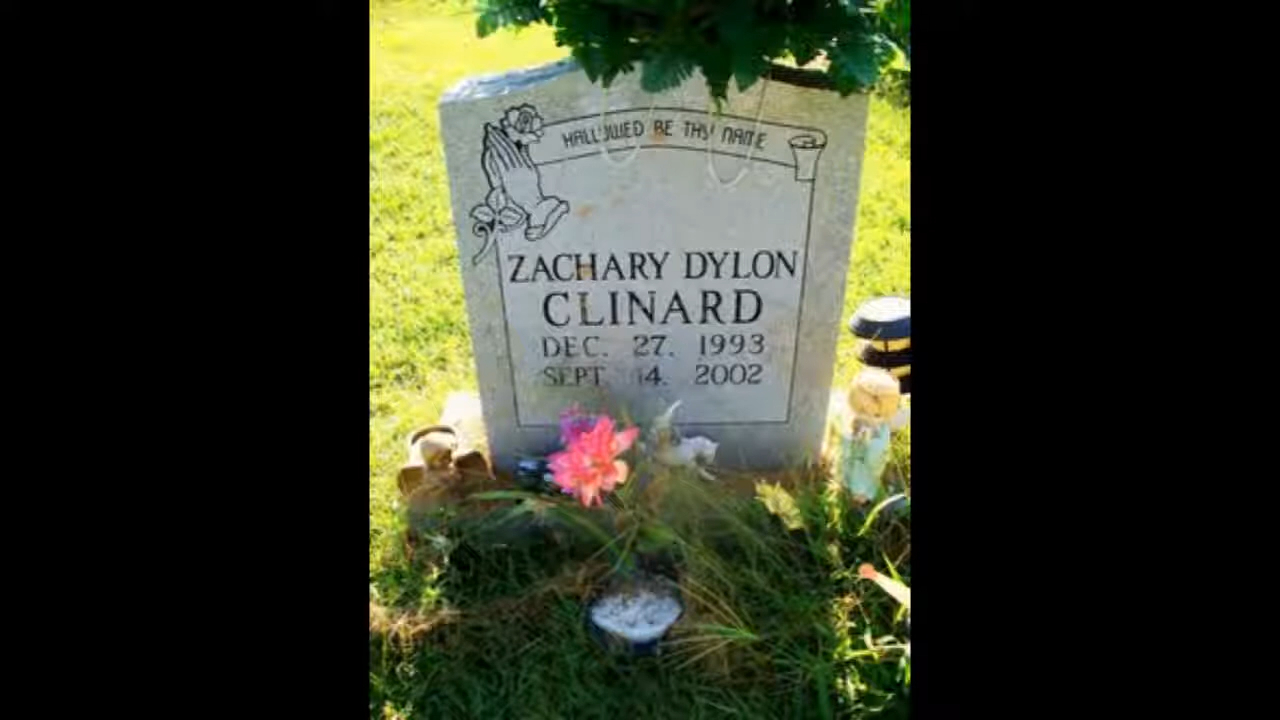 HALLOWED BE THY NAME
ZACHARY DYLON
CLINARD
DEC. 27. 1993
SEPT. 2002